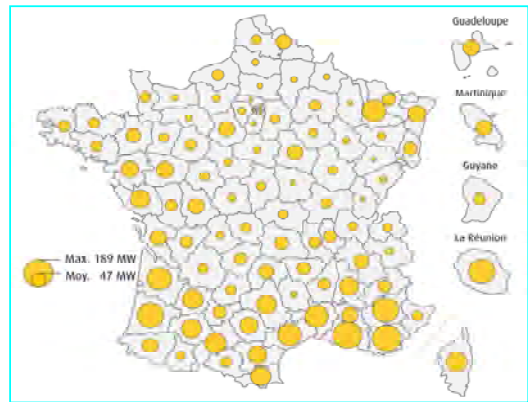 Guadeloupe
Martinique
Guyane
La Réunion
Max. 189 MW
Moy. 47 MW